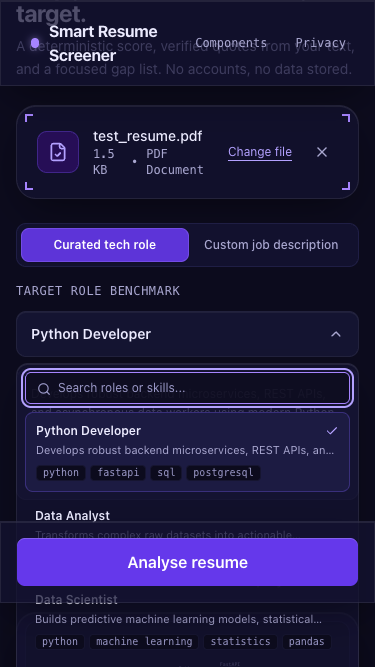 target.
Smart Resume Screener
Components
Privacy
A deterministic score, verified quotes from your text,
and a focused gap list. No accounts, no data stored.
test_resume.pdf
1.5 KB • PDF Document
Change file
Curated tech role
Custom job description
TARGET ROLE BENCHMARK
Python Developer
Search roles or skills...
Python Developer
Develops robust backend microservices, REST APIs, an...
python fastapi sql postgresql
Data Analyst
Transforms complex raw datasets into actionable
Analyse resume
Data Scientist
Builds predictive machine learning models, statistical...
python machine learning statistics pandas